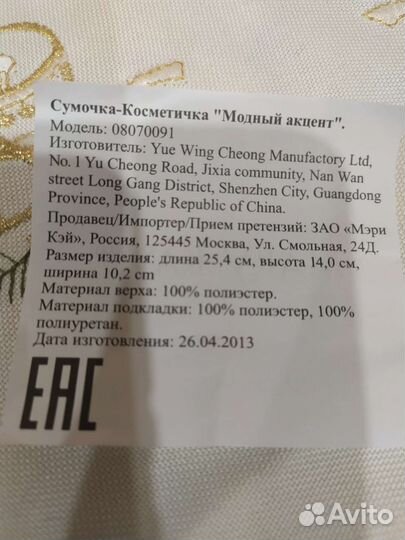 Сумочка-Косметичка "Модный акцент".
Модель: 08070091
Изготовитель: Yue Wing Cheong Manufactory Ltd,
No. 1 Yu Cheong Road, Jixia community, Nan Wan
street Long Gang District, Shenzhen City, Guangdong
Province, People's Republic of China.
Продавец/Импортер/Прием претензий: ЗАО «Мэри
Кэй», Россия, 125445 Москва, Ул. Смольная, 24Д.
Размер изделия: длина 25,4 см, высота 14,0 см,
ширина 10,2 cm
Материал верха: 100% полиэстер.
Материал подкладки: 100% полиэстер, 100%
полиуретан.
Дата изготовления: 26.04.2013
EAC
Avito